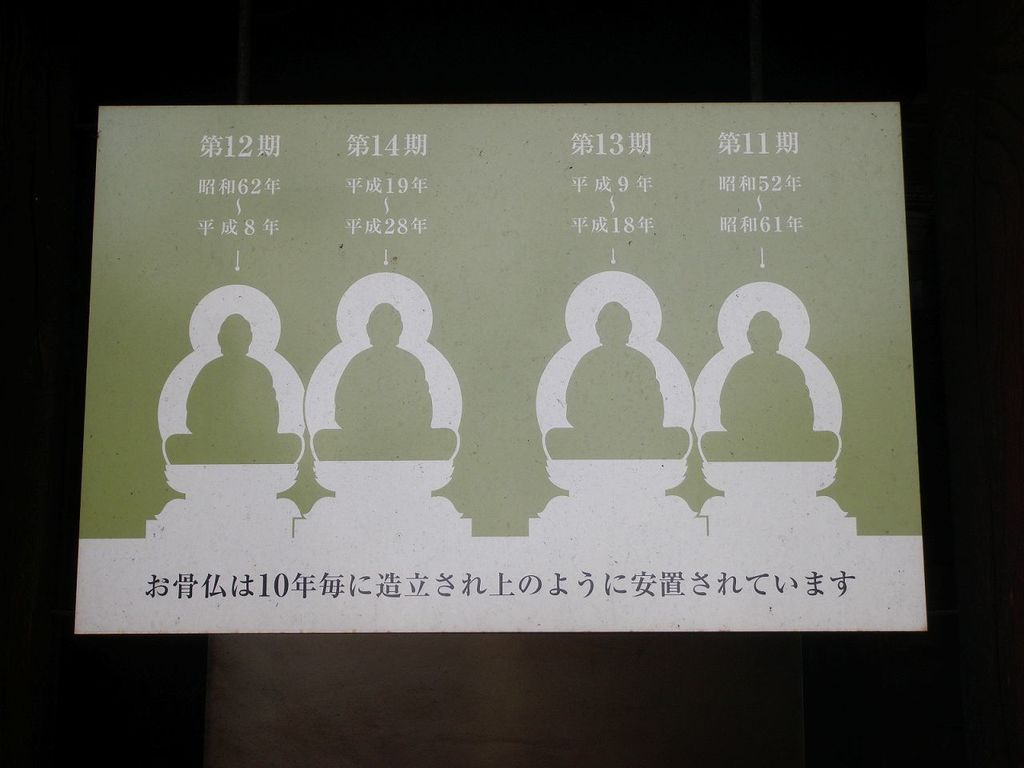 第12期
昭和62年
〜
平成8年
第14期
平成19年
〜
平成28年
第13期
平成9年
〜
平成18年
第11期
昭和52年
〜
昭和61年
お骨仏は10年毎に造立され上のように安置されています